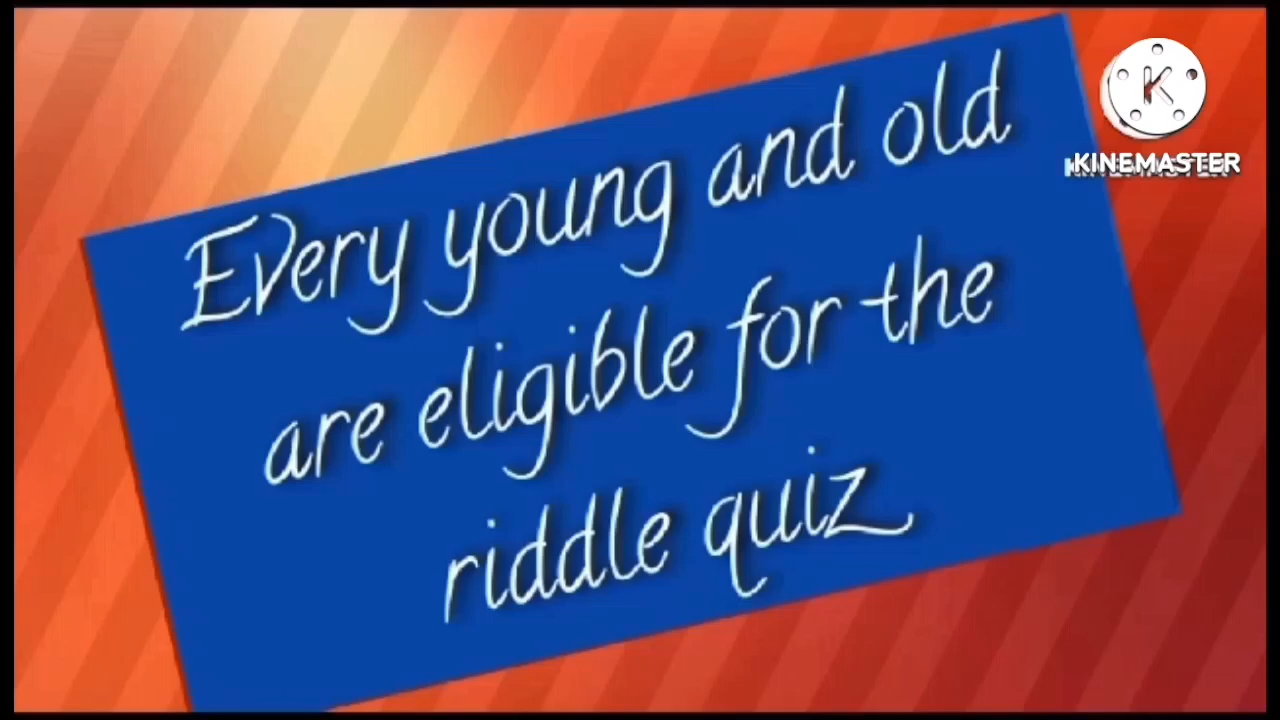 Every young and old
are eligible for the
riddle quiz
K
KINEMASTER